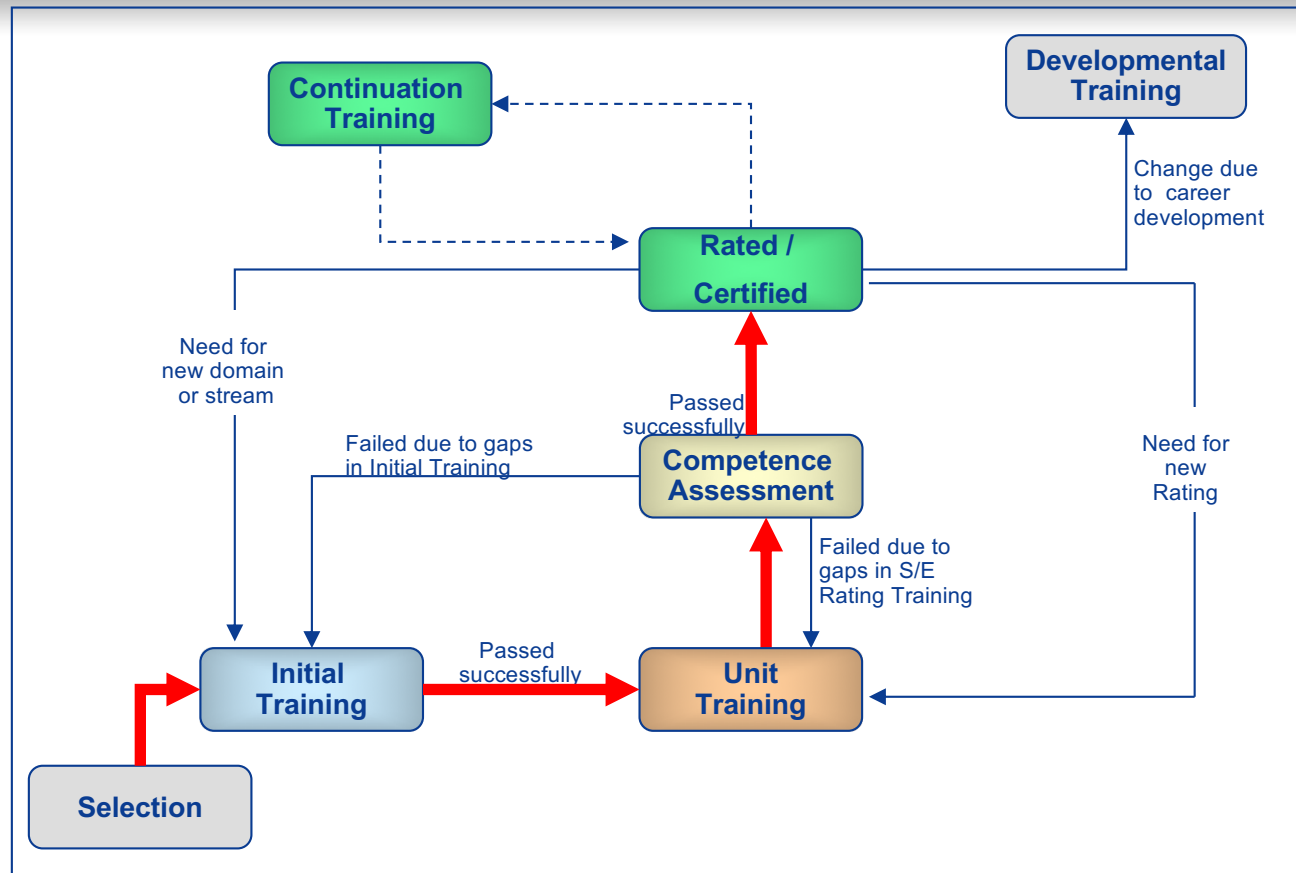 Continuation
Training
Developmental
Training
Change due
to career
development
Rated /
Certified
Need for
new domain
or stream
Passed
successfully
Failed due to gaps
in Initial Training
Competence
Assessment
Need for
new
Rating
Failed due to
gaps in S/E
Rating Training
Initial
Training
Passed
successfully
Unit
Training
Selection